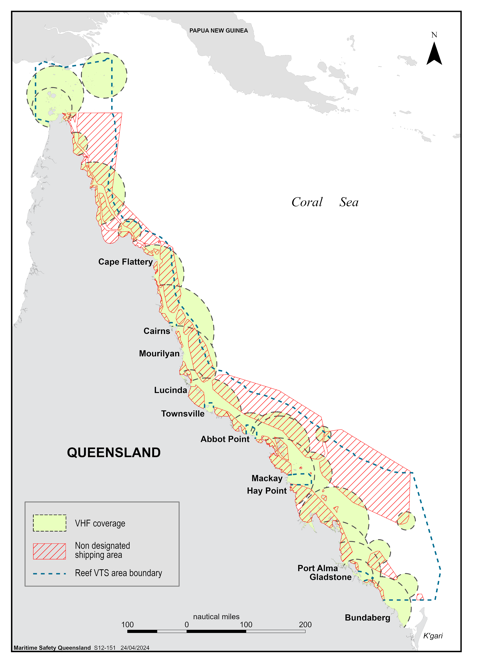 PAPUA NEW GUINEA
N
Coral Sea
Cape Flattery
Cairns
Mourilyan
Lucinda
Townsville
Abbot Point
QUEENSLAND
Mackay
Hay Point
VHF coverage
Non designated
shipping area
Reef VTS area boundary
Port Alma
Gladstone
nautical miles
100 0 100 200
Bundaberg
K'gari
Maritime Safety Queensland S12-151 24/04/2024